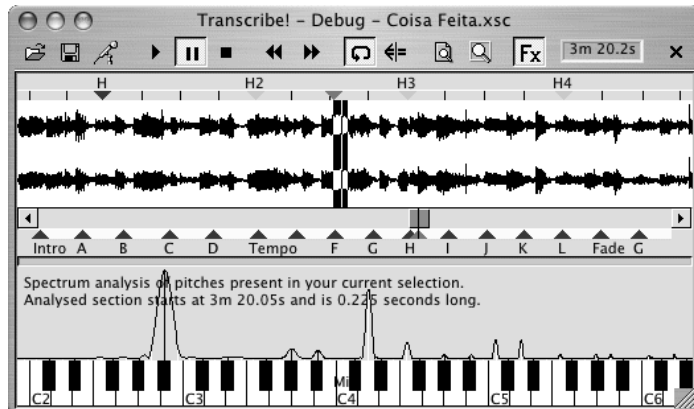 Transcribe! – Debug – Coisa Feita.xsc
Fx 3m 20.2s
H H2 H3 H4
Intro A B C D Tempo F G H I J K L Fade G
Spectrum analysis of pitches present in your current selection.
Analysed section starts at 3m 20.05s and is 0.225 seconds long.
C2 C3 C4 C5 C6